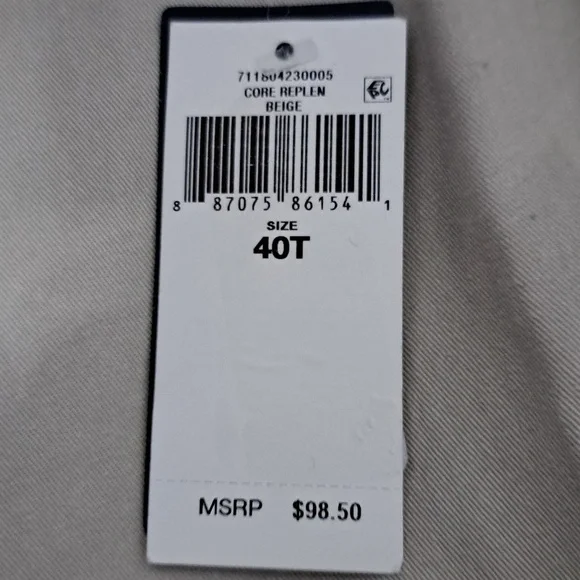 711804230005
CORE REPLEN
BEIGE
8 87075 86154 1
SIZE
40T
MSRP $98.50